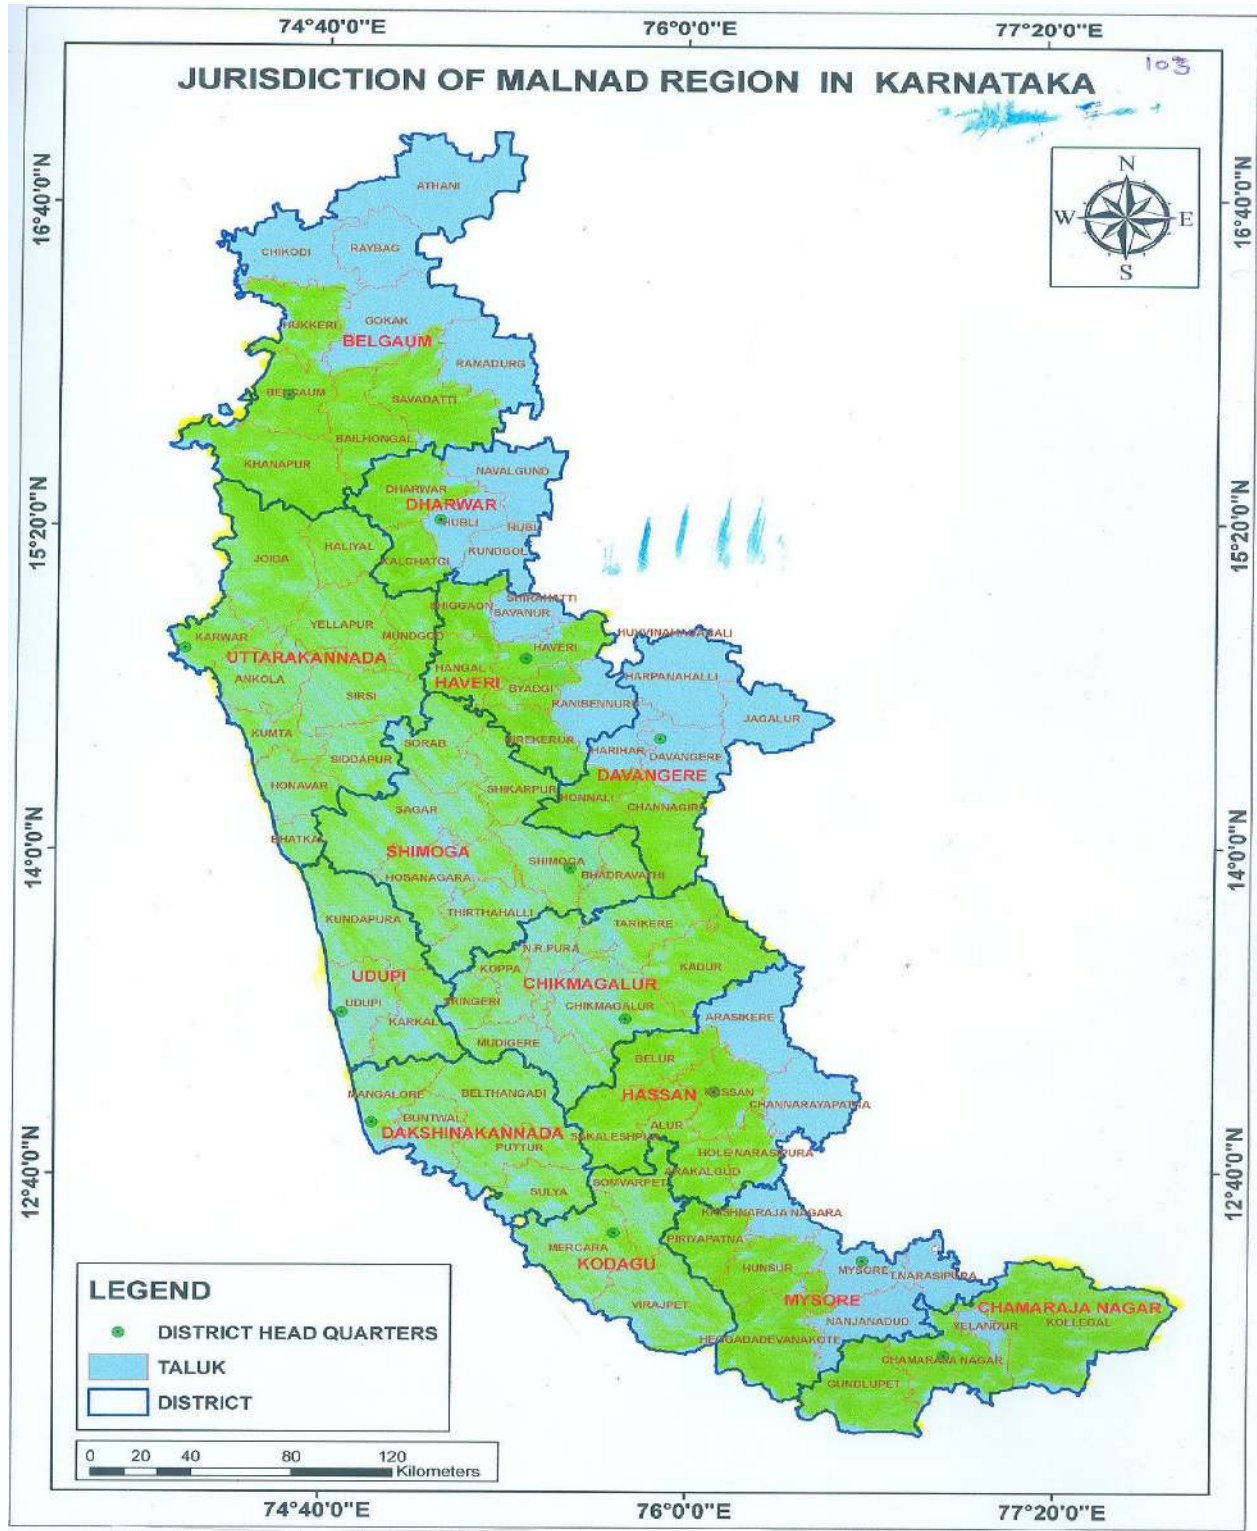 74°40'0"E 76°0'0"E 77°20'0"E
103
JURISDICTION OF MALNAD REGION IN KARNATAKA
16°40'0"N
16°40'0"N
N
W E
S
ATHANI
CHIKODI
RAYBAG
HUKKERI
GOKAK
BELGAUM
RAMADURG
BELGAUM
SAVADATTI
BAILHONGAL
KHANAPUR
NAVALGUND
DHARWAR
DHARWAR
HUBLI
HUBLI
KUNDGOL
KALGHATGI
15°20'0"N
15°20'0"N
JOIDA
HALIYAL
SHIGGAON
SHIRAHATTI
SAVANUR
YELLAPUR
MUNDGOD
KARWAR
UTTARAKANNADA
HAVERI
HANGAL
HAVERI
BYADGI
ANKOLA
SIRSI
RANIBENNURU
HARPANAHALLI
JAGALUR
KUMTA
SORAB
HIREKERUR
HARIHAR
DAVANGERE
SIDDAPUR
DAVANGERE
HONAVAR
SHIKARPUR
HONNALI
CHANNAGIRI
SAGAR
14°0'0"N
14°0'0"N
BHATKAL
SHIMOGA
SHIMOGA
BHADRAVATHI
HOSANAGARA
KUNDAPURA
THIRTHAHALLI
TARIKERE
N.R.PURA
KOPPA
KADUR
UDUPI
CHIKMAGALUR
UDUPI
SRINGERI
CHIKMAGALUR
KARKAL
ARASIKERE
MUDIGERE
BELUR
MANGALORE
BELTHANGADI
HASSAN
HASSAN
CHANNARAYAPATNA
BUNTWAL
DAKSHINAKANNADA
ALUR
SAKALESHPUR
PUTTUR
HOLE NARASIPURA
12°40'0"N
12°40'0"N
ARAKALGUD
SOMVARPET
SULYA
KRISHNARAJA NAGARA
PIRIYAPATNA
MERCARA
KODAGU
HUNSUR
MYSORE
T.NARASIPURA
VIRAJPET
MYSORE
CHAMARAJA NAGAR
NANJANADUD
YELANDUR
KOLLEGAL
HEGGADADEVANAKOTE
CHAMARAJA NAGAR
GUNDLUPET
LEGEND
DISTRICT HEAD QUARTERS
TALUK
DISTRICT
0 20 40 80 120
Kilometers
74°40'0"E 76°0'0"E 77°20'0"E